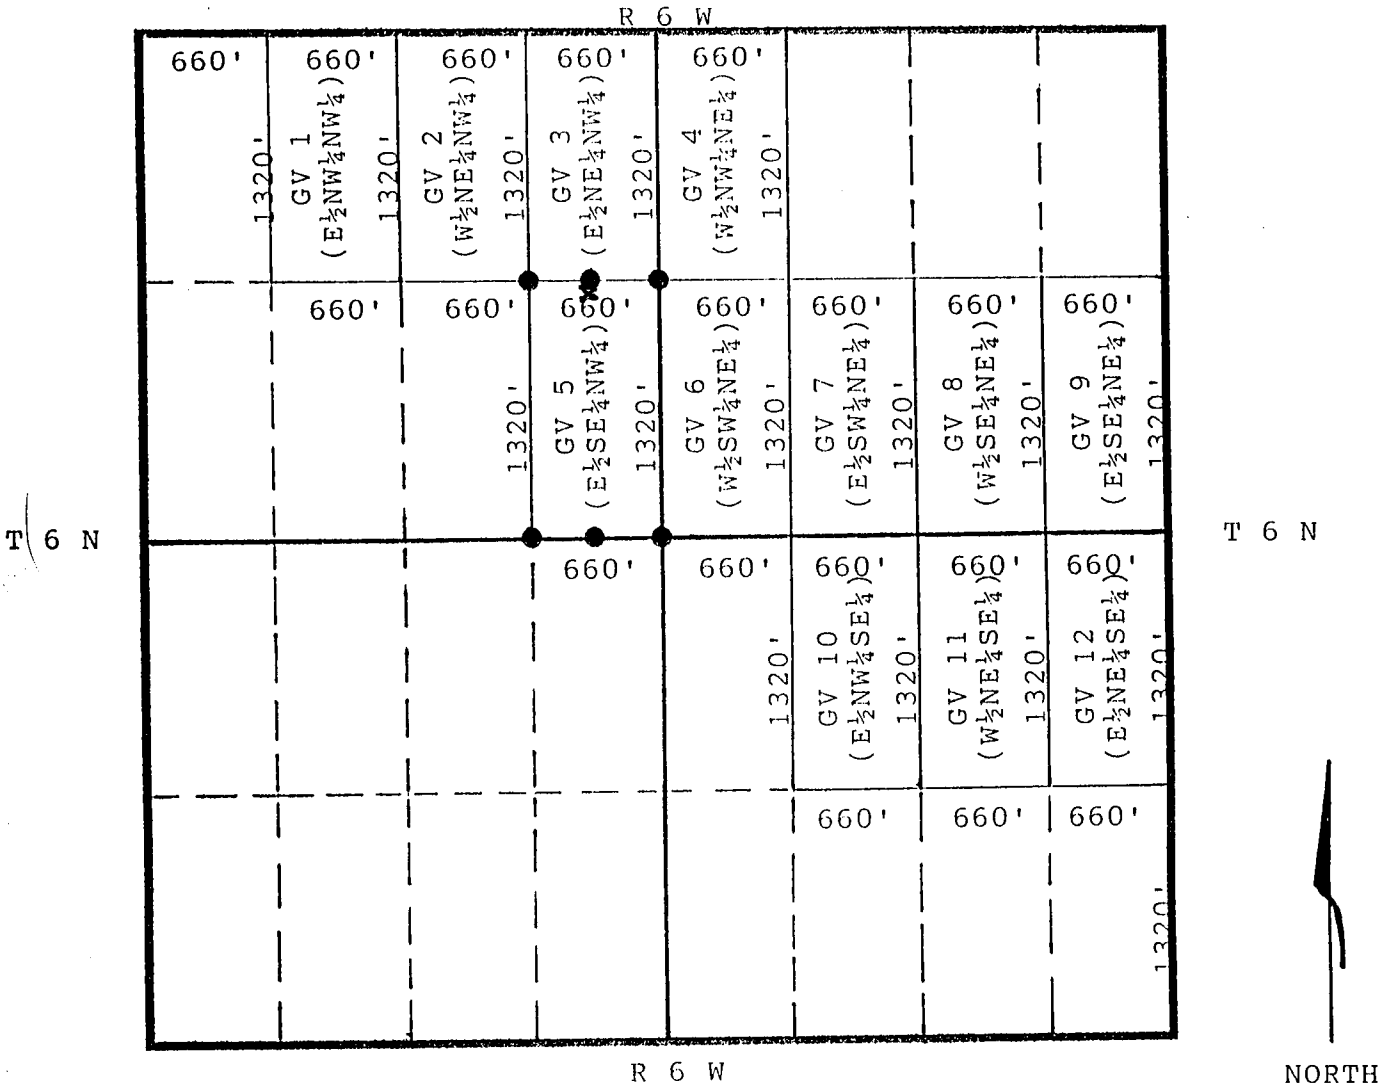 R 6 W
660' 660' 660' 660' 660'
1320'
GV 1
(E½NW¼NW¼)
1320'
GV 2
(W½NE¼NW¼)
1320'
GV 3
(E½NE¼NW¼)
1320'
GV 4
(W½NW¼NE¼)
1320'
660' 660' 660' 660' 660' 660' 660'
1320'
GV 5
(E½SE¼NW¼)
1320'
GV 6
(W½SW¼NE¼)
1320'
GV 7
(E½SW¼NE¼)
1320'
GV 8
(W½SE¼NE¼)
1320'
GV 9
(E½SE¼NE¼)
1320'
T 6 N
T 6 N
660' 660' 660' 660' 660'
1320'
GV 10
(E½NW¼SE¼)
1320'
GV 11
(W½NE¼SE¼)
1320'
GV 12
(E½NE¼SE¼)
1320'
660' 660' 660'
1320'
R 6 W
NORTH